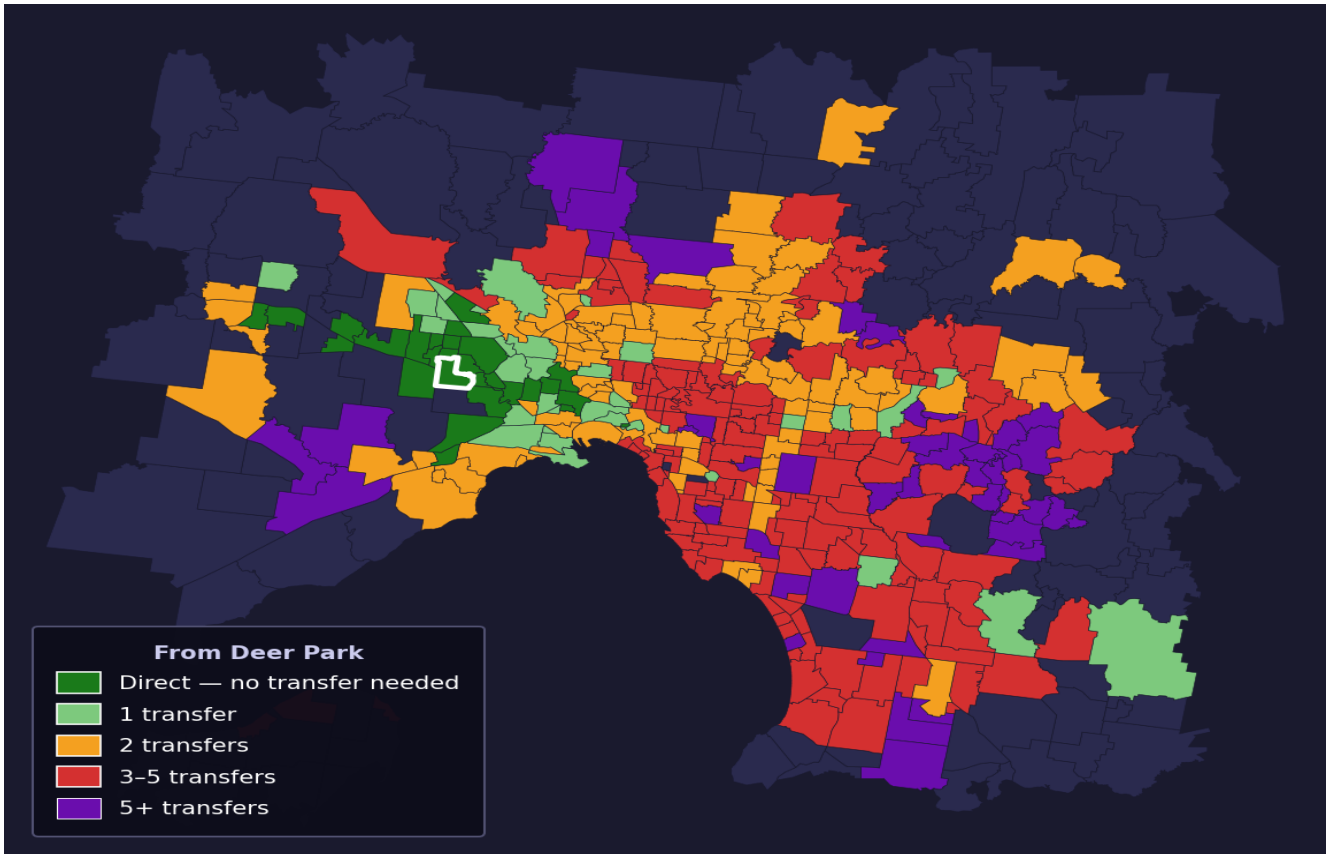 From Deer Park
Direct — no transfer needed
1 transfer
2 transfers
3–5 transfers
5+ transfers